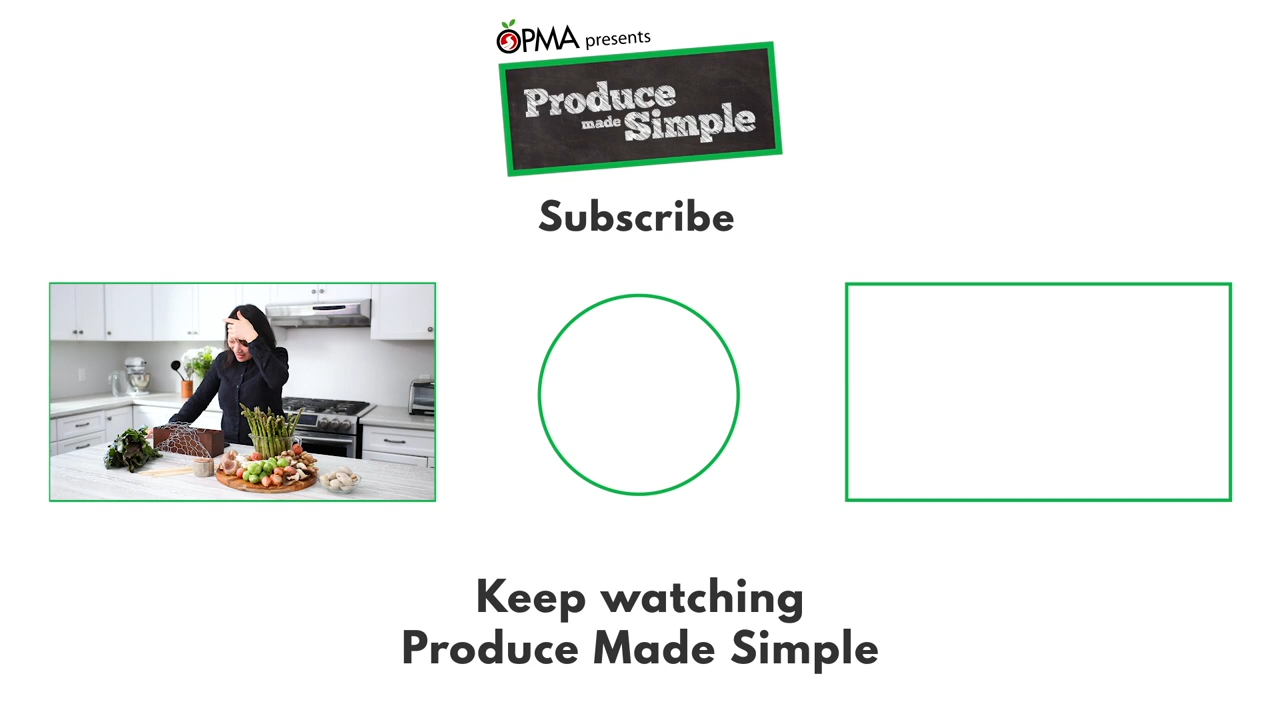 OPMA presents
Produce
made Simple
Subscribe
Keep watching
Produce Made Simple